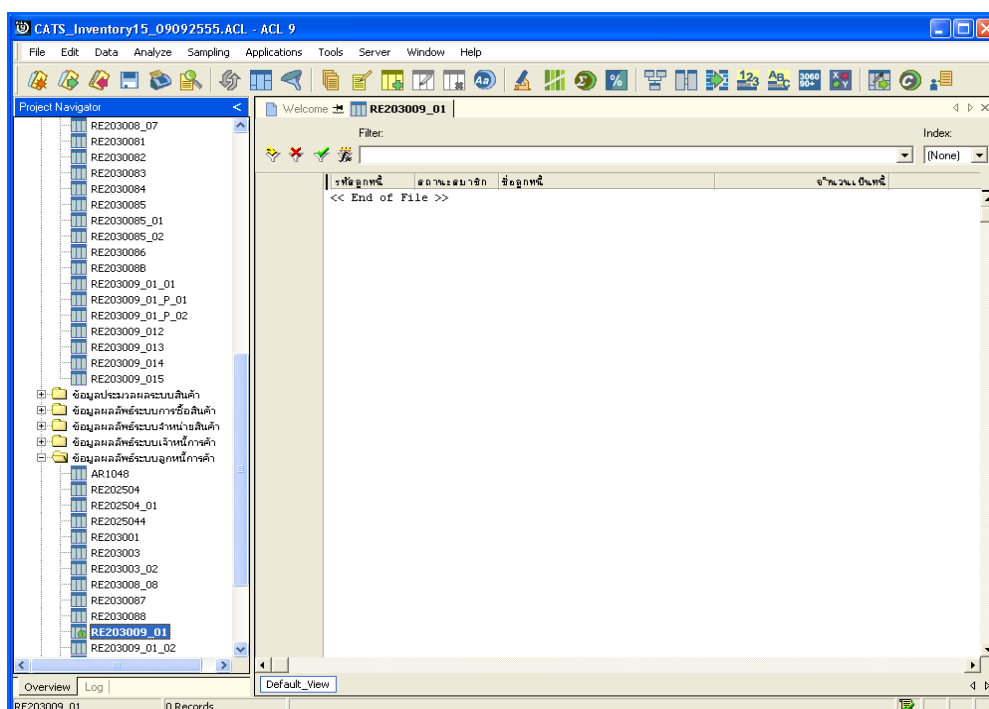 CATS_Inventory15_09092555.ACL - ACL 9
File Edit Data Analyze Sampling Applications Tools Server Window Help
Project Navigator <
Welcome RE203009_01
RE203008_07
RE2030081
RE2030082
RE2030083
RE2030084
RE2030085
RE2030085_01
RE2030085_02
RE2030086
RE203008B
RE203009_01_01
RE203009_01_P_01
RE203009_01_P_02
RE203009_012
RE203009_013
RE203009_014
RE203009_015
ข้อมูลประมวลผลระบบสินค้า
ข้อมูลผลลัพธ์ระบบการซื้อสินค้า
ข้อมูลผลลัพธ์ระบบจำหน่ายสินค้า
ข้อมูลผลลัพธ์ระบบเจ้าหนี้การค้า
ข้อมูลผลลัพธ์ระบบลูกหนี้การค้า
AR1048
RE202504
RE202504_01
RE2025044
RE203001
RE203003
RE203003_02
RE203008_08
RE2030087
RE2030088
RE203009_01
RE203009_01_02
Overview Log
Filter: Index:
(None)
รหัสลูกหนี้ สถานะสมาชิก ชื่อลูกหนี้ จำนวนเงินหนี้
<< End of File >>
Default_View
RE203009_01 0 Records